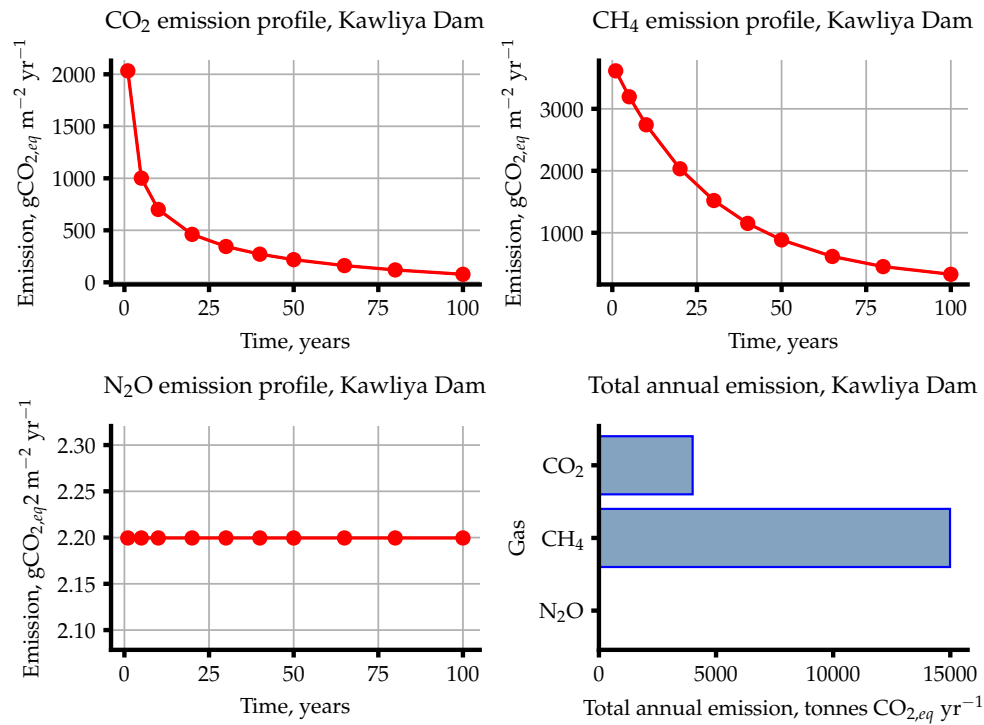 CO₂ emission profile, Kawliya Dam
Emission, gCO₂,eq m⁻² yr⁻¹
2000
1500
1000
500
0
0 25 50 75 100
Time, years
CH₄ emission profile, Kawliya Dam
Emission, gCO₂,eq m⁻² yr⁻¹
3000
2000
1000
0 25 50 75 100
Time, years
N₂O emission profile, Kawliya Dam
Emission, gCO₂,eq2 m⁻² yr⁻¹
2.30
2.25
2.20
2.15
2.10
0 25 50 75 100
Time, years
Total annual emission, Kawliya Dam
Gas
CO₂
CH₄
N₂O
0 5000 10000 15000
Total annual emission, tonnes CO₂,eq yr⁻¹